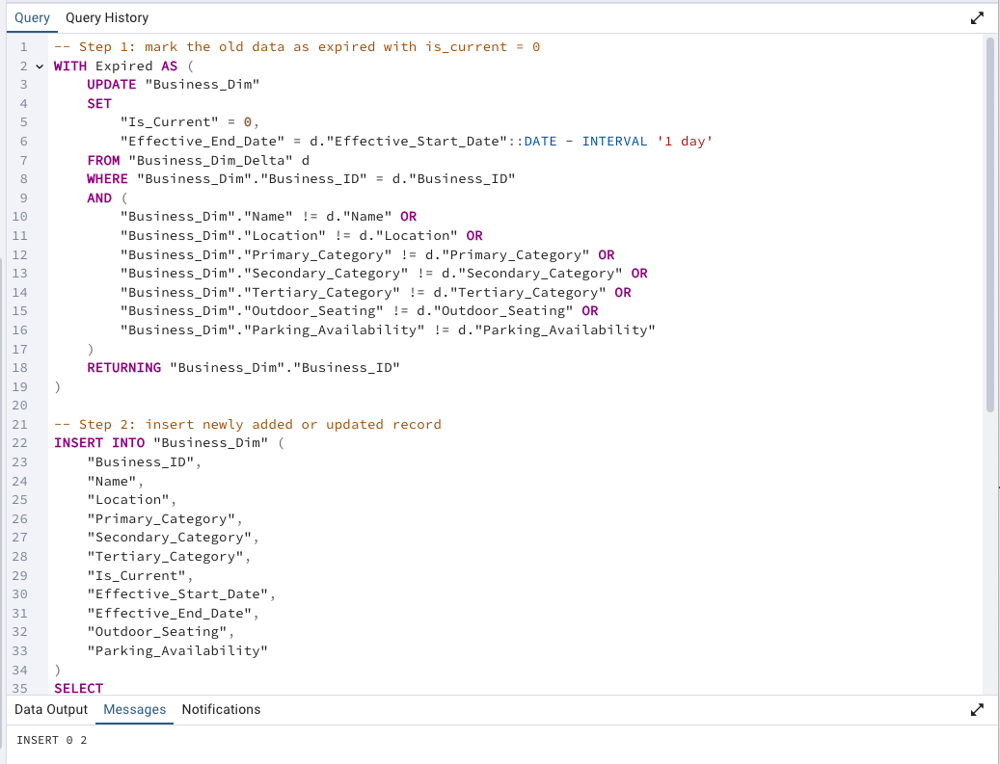 Query Query History
1 -- Step 1: mark the old data as expired with is_current = 0
2 WITH Expired AS (
3 UPDATE "Business_Dim"
4 SET
5 "Is_Current" = 0,
6 "Effective_End_Date" = d."Effective_Start_Date"::DATE - INTERVAL '1 day'
7 FROM "Business_Dim_Delta" d
8 WHERE "Business_Dim"."Business_ID" = d."Business_ID"
9 AND (
10 "Business_Dim"."Name" != d."Name" OR
11 "Business_Dim"."Location" != d."Location" OR
12 "Business_Dim"."Primary_Category" != d."Primary_Category" OR
13 "Business_Dim"."Secondary_Category" != d."Secondary_Category" OR
14 "Business_Dim"."Tertiary_Category" != d."Tertiary_Category" OR
15 "Business_Dim"."Outdoor_Seating" != d."Outdoor_Seating" OR
16 "Business_Dim"."Parking_Availability" != d."Parking_Availability"
17 )
18 RETURNING "Business_Dim"."Business_ID"
19 )
20
21 -- Step 2: insert newly added or updated record
22 INSERT INTO "Business_Dim" (
23 "Business_ID",
24 "Name",
25 "Location",
26 "Primary_Category",
27 "Secondary_Category",
28 "Tertiary_Category",
29 "Is_Current",
30 "Effective_Start_Date",
31 "Effective_End_Date",
32 "Outdoor_Seating",
33 "Parking_Availability"
34 )
35 SELECT
Data Output Messages Notifications
INSERT 0 2